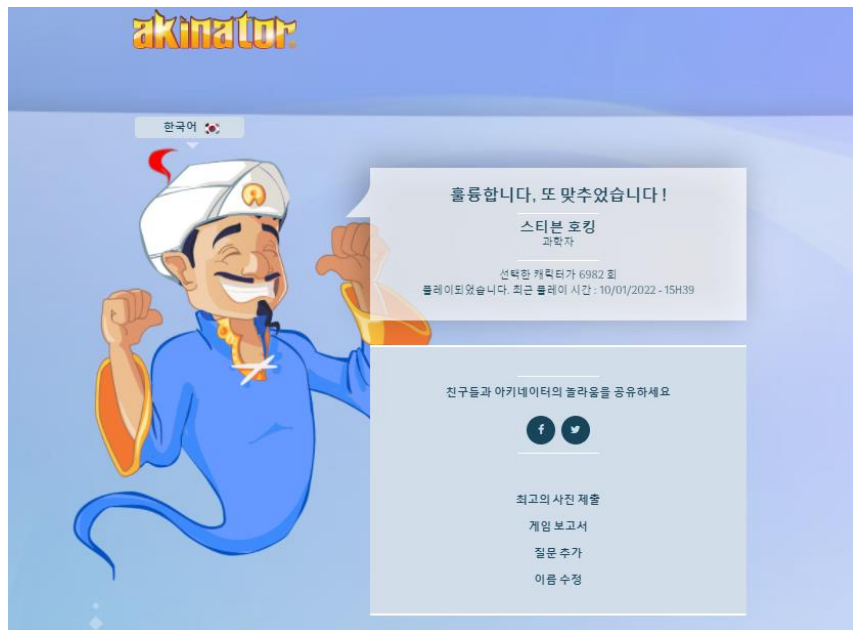 akinator®
한국어
훌륭합니다, 또 맞추었습니다 !
스티븐 호킹
과학자
선택한 캐릭터가 6982 회
플레이되었습니다. 최근 플레이 시간 : 10/01/2022 - 15H39
친구들과 아키네이터의 놀라움을 공유하세요
최고의 사진 제출
게임 보고서
질문 추가
이름 수정